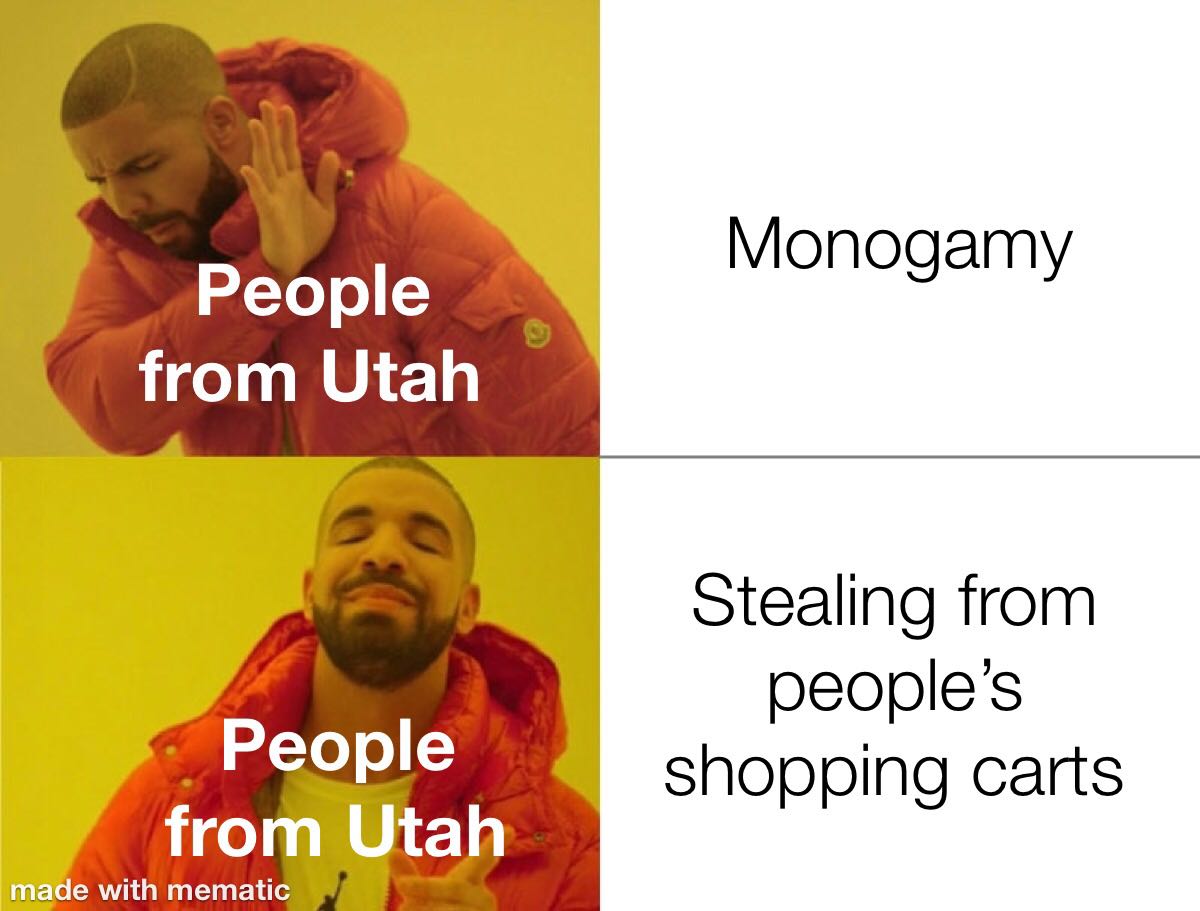 People
from Utah
Monogamy
People
from Utah
Stealing from
people’s
shopping carts
made with mematic